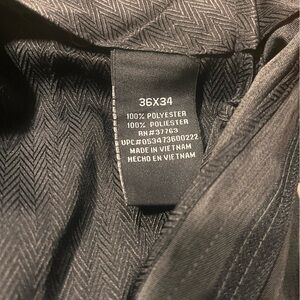 36X34
100% POLYESTER
100% POLIESTER
RN#37763
UPC#053473600222
MADE IN VIETNAM
HECHO EN VIETNAM